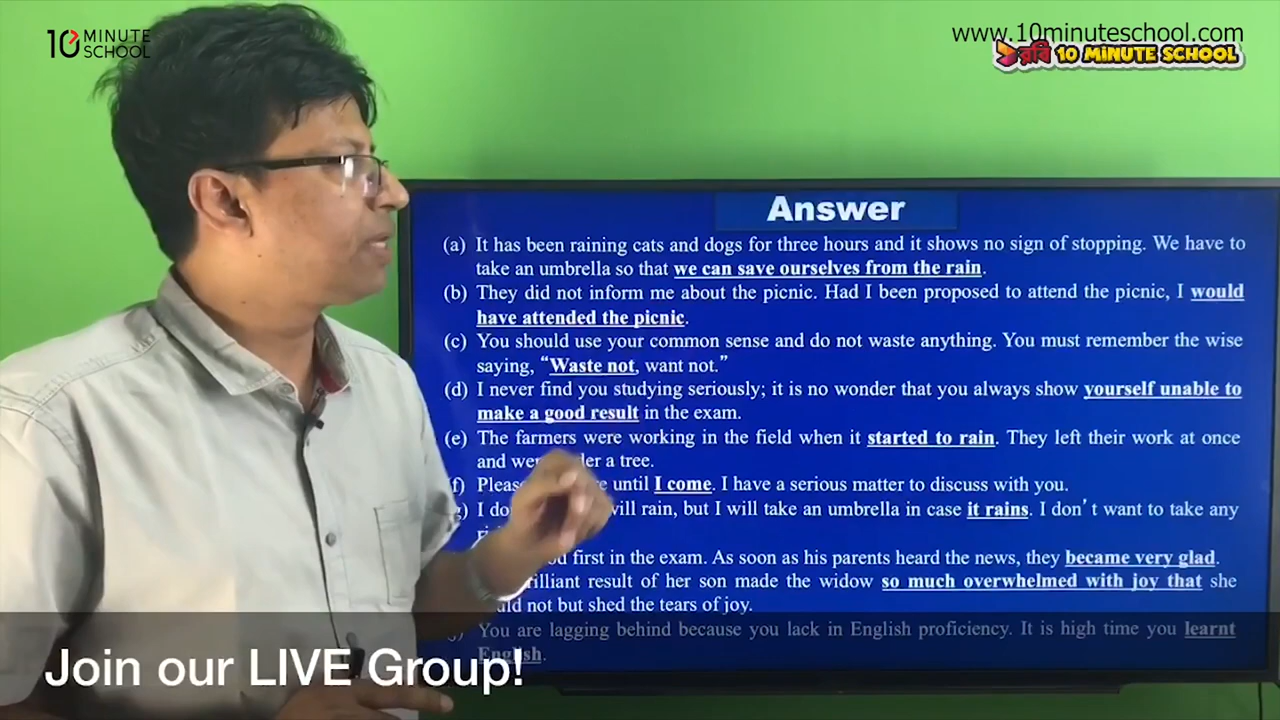 10 MINUTE
SCHOOL
www.10minuteschool.com
রবি 10 MiNUTE SCHOOL
Answer
(a) It has been raining cats and dogs for three hours and it shows no sign of stopping. We have to
take an umbrella so that we can save ourselves from the rain.
(b) They did not inform me about the picnic. Had I been proposed to attend the picnic, I would
have attended the picnic.
(c) You should use your common sense and do not waste anything. You must remember the wise
saying, “Waste not, want not.”
(d) I never find you studying seriously; it is no wonder that you always show yourself unable to
make a good result in the exam.
(e) The farmers were working in the field when it started to rain. They left their work at once
and a tree.
(f) until I come. I have a serious matter to discuss with you.
I will rain, but I will take an umbrella in case it rains. I don't want to take any
first in the exam. As soon as his parents heard the news, they became very glad.
result of her son made the widow so much overwhelmed with joy that she
not but shed the tears of joy.
You are lagging behind because you lack in English proficiency. It is high time you learnt
English.
Join our LIVE Group!